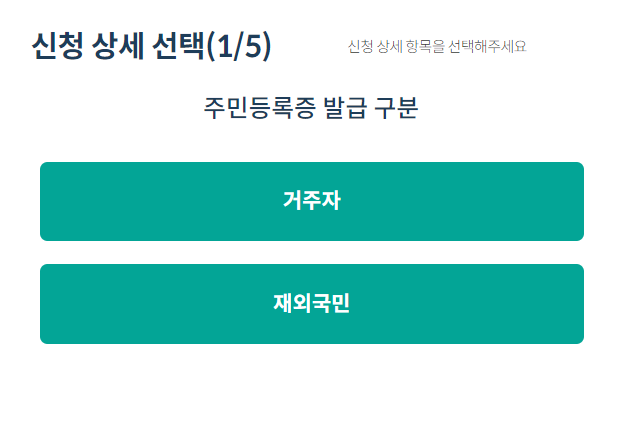 신청 상세 선택(1/5)
신청 상세 항목을 선택해주세요
주민등록증 발급 구분
거주자
재외국민